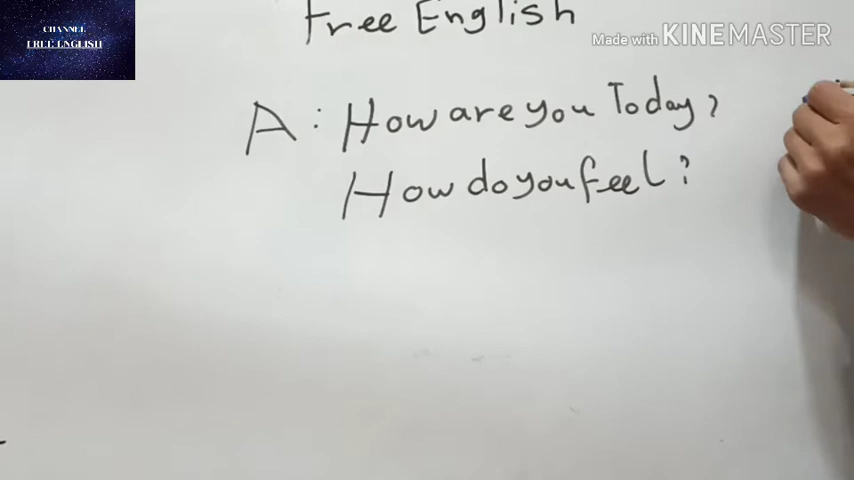 CHANNEL
FREE ENGLISH
Free English
Made with KINEMASTER
A: How are you Today?
How do you feel?